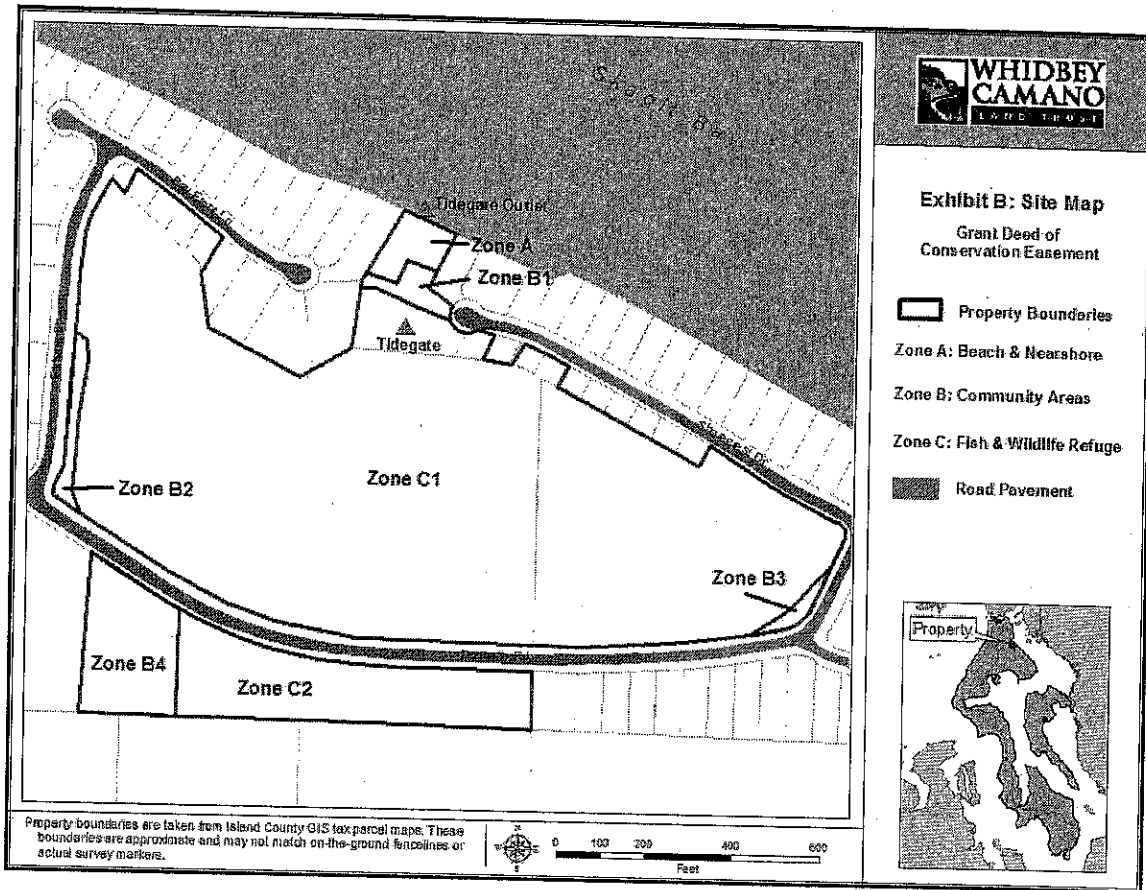 Tidegate Outlet
Zone A
Zone B1
Tidegate
Zone C1
Zone B2
Zone B3
Zone B4
Zone C2
Property boundaries are taken from Island County GIS tax parcel maps. These
boundaries are approximate and may not match on-the-ground fencelines or
actual survey markers.
N
W
E
S
0 100 200 400 600
Feet
WHIDBEY
CAMANO
LAND TRUST
Exhibit B: Site Map
Grant Deed of
Conservation Easement
Property Boundaries
Zone A: Beach & Nearshore
Zone B: Community Areas
Zone C: Fish & Wildlife Refuge
Road Pavement
Property